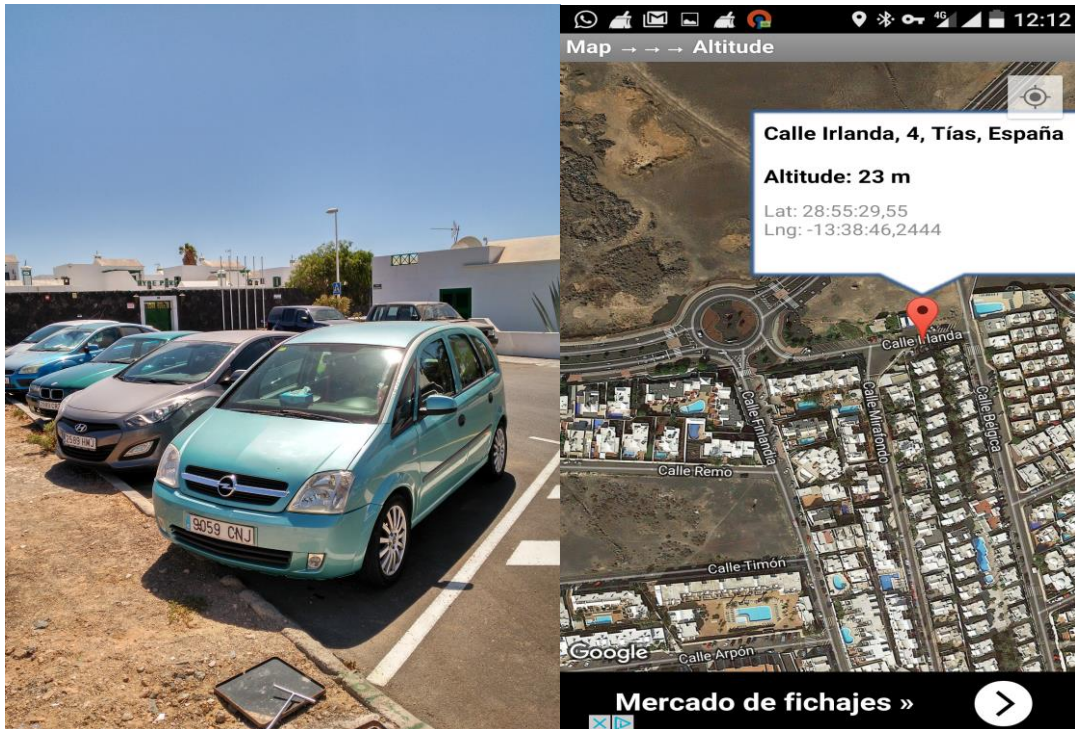 9059 CNJ
12:12
4G
Map → → → Altitude
Calle Irlanda, 4, Tías, España
Altitude: 23 m
Lat: 28:55:29,55
Lng: -13:38:46,2444
Calle Irlanda
Calle Finlandia
Calle Miralondo
Calle Bélgica
Calle Remo
Calle Timón
Calle Arpón
Google
Mercado de fichajes »